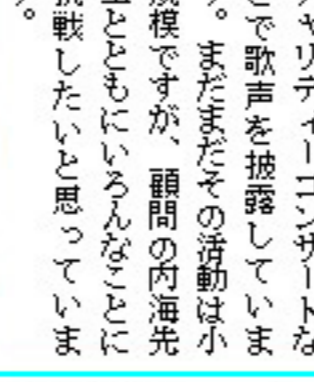 ャリティーコンサートな
どで歌声を披露していま
。まだまだその活動は小
規模ですが、顧問の内海先
とともにいろんなことに
挑戦したいと思っていま
。